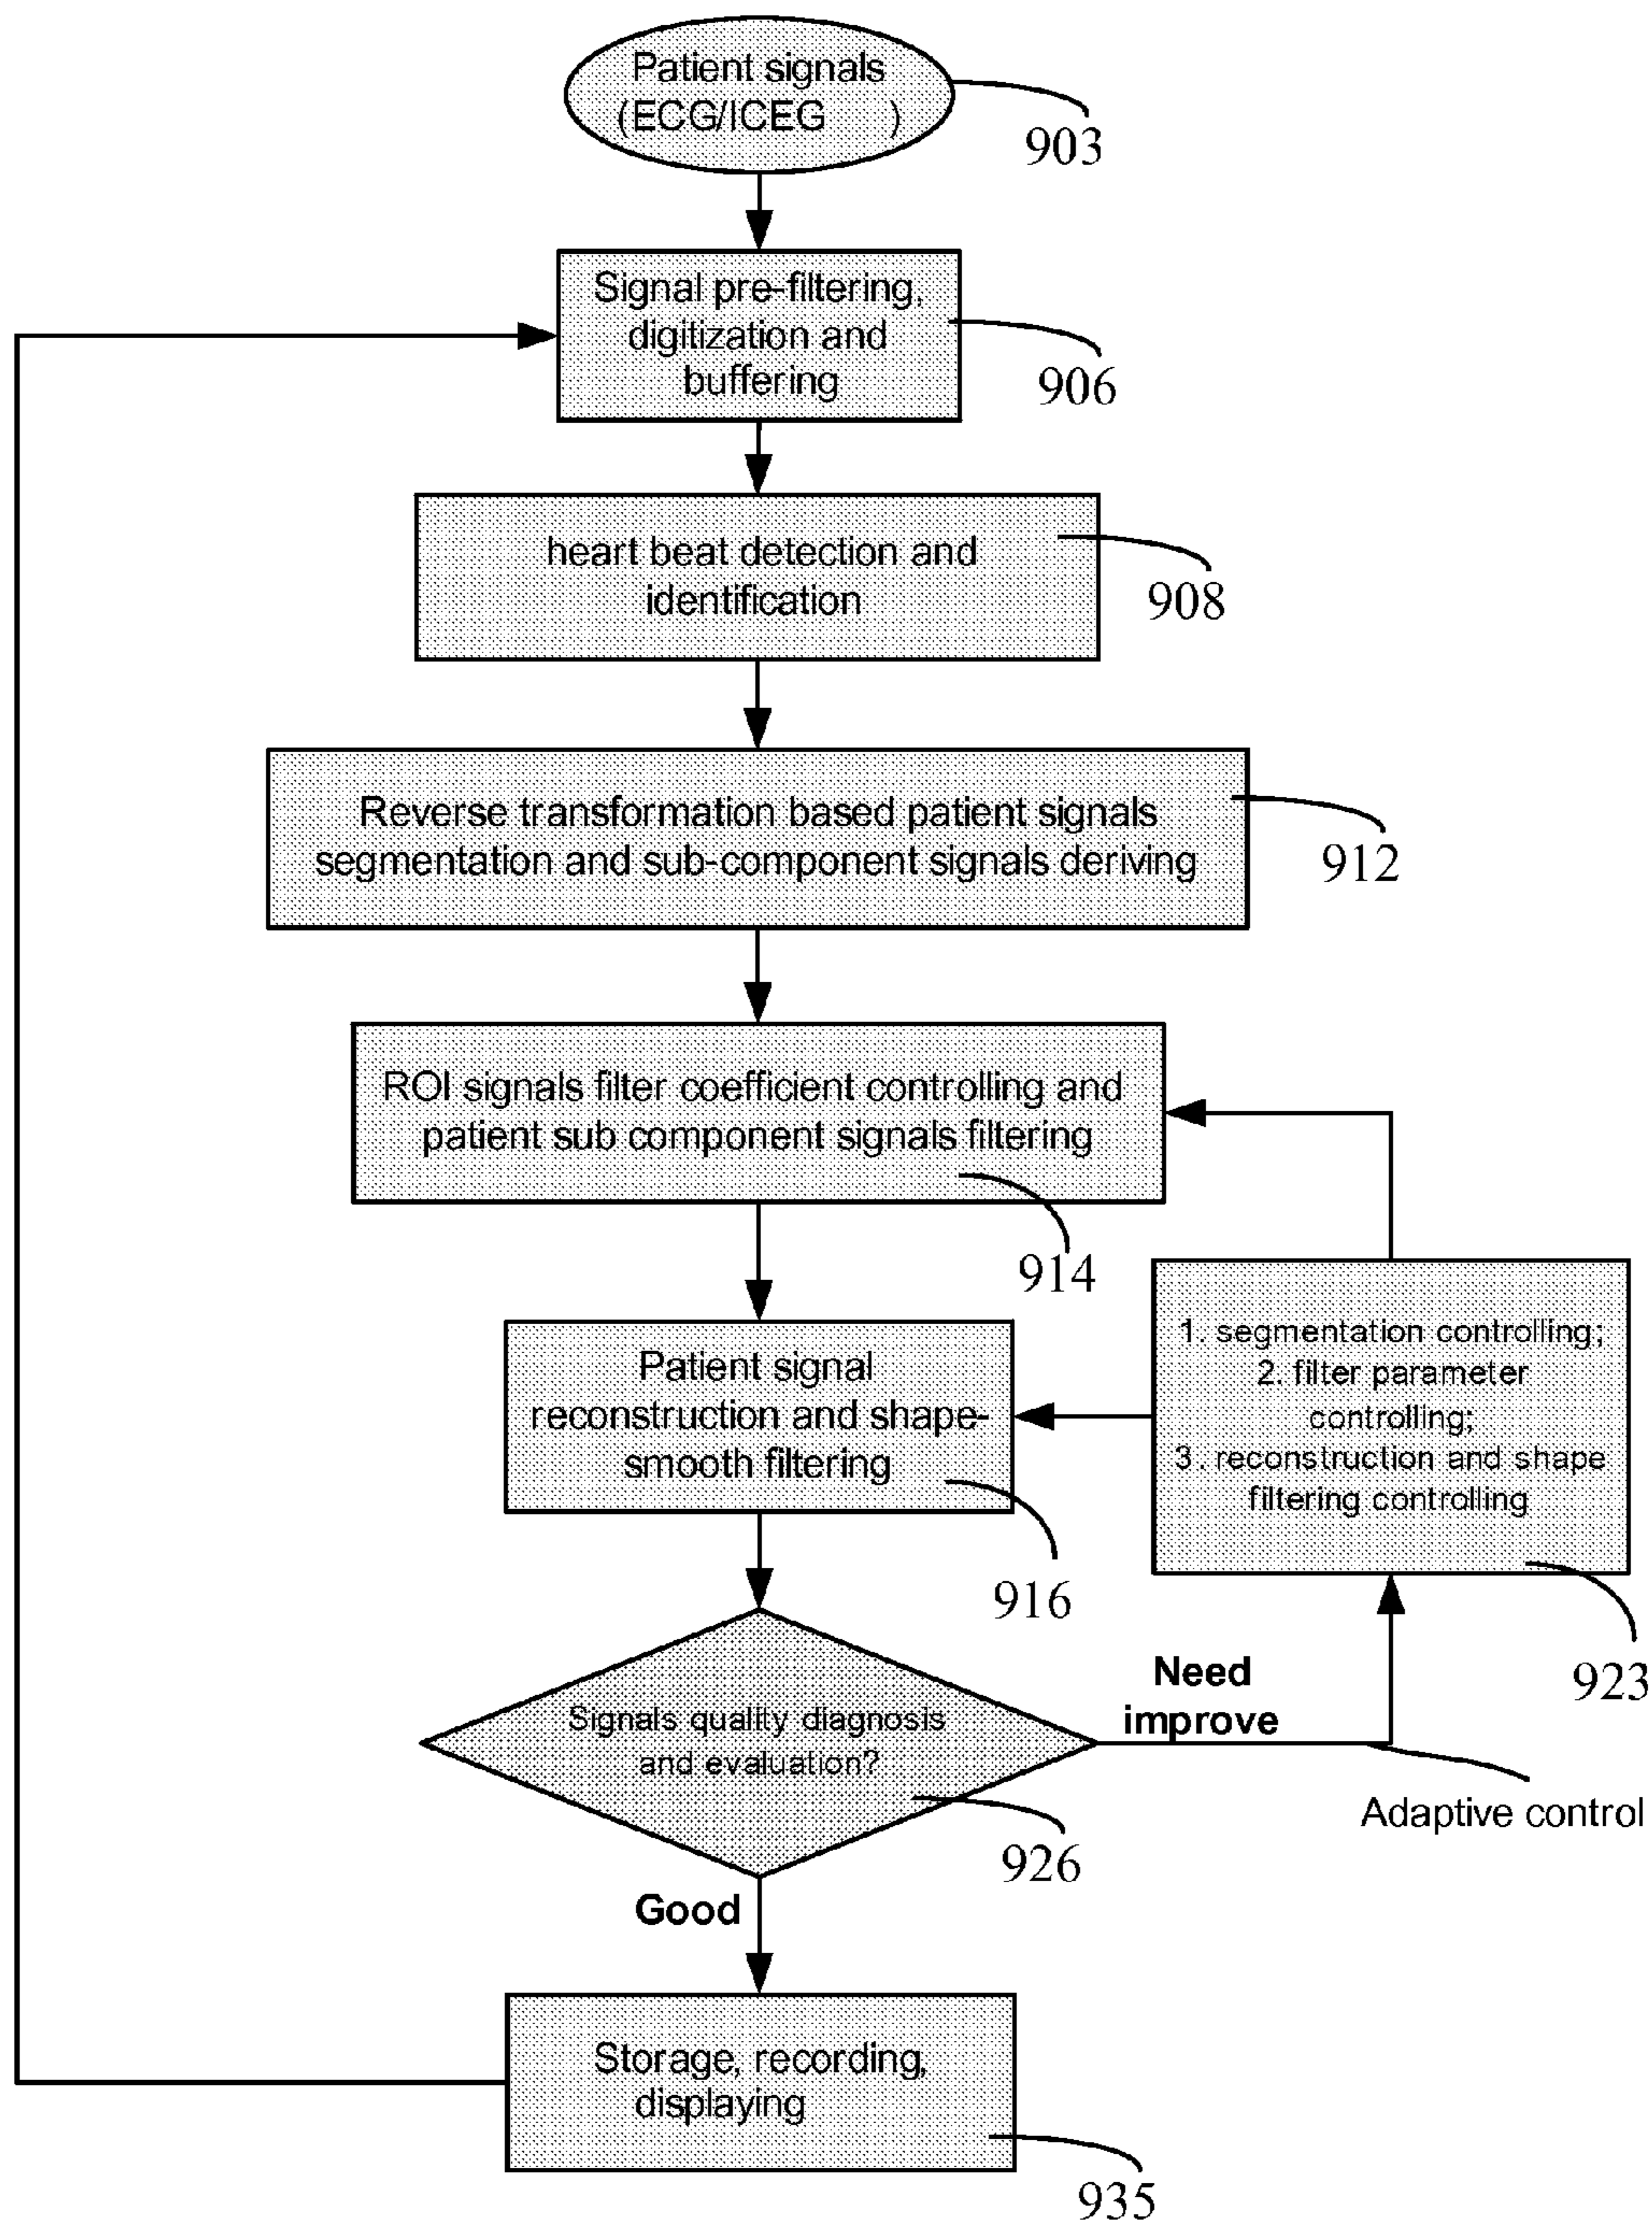 Patient signals
(ECG/ICEG )
903
Signal pre-filtering,
digitization and
buffering
906
heart beat detection and
identification
908
Reverse transformation based patient signals
segmentation and sub-component signals deriving
912
ROI signals filter coefficient controlling and
patient sub component signals filtering
914
1. segmentation controlling;
2. filter parameter
controlling;
3. reconstruction and shape
filtering controlling
923
Patient signal
reconstruction and shape-
smooth filtering
916
Signals quality diagnosis
and evaluation?
926
Need
improve
Adaptive control
Good
Storage, recording,
displaying
935